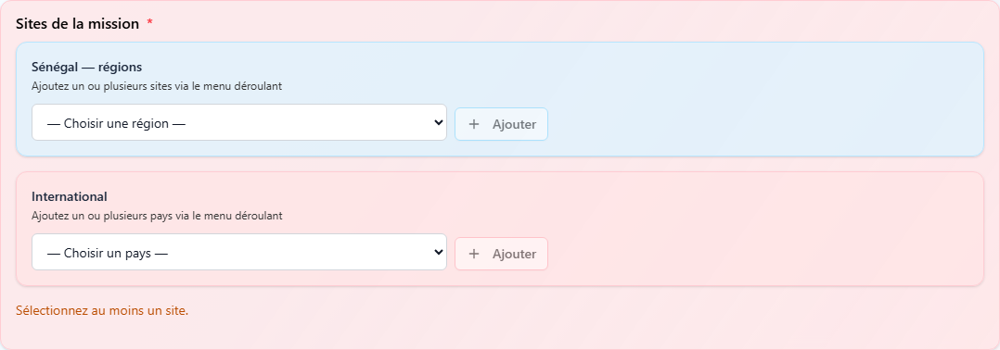 Sites de la mission *
Sénégal — régions
Ajoutez un ou plusieurs sites via le menu déroulant
— Choisir une région —
+ Ajouter
International
Ajoutez un ou plusieurs pays via le menu déroulant
— Choisir un pays —
+ Ajouter
Sélectionnez au moins un site.